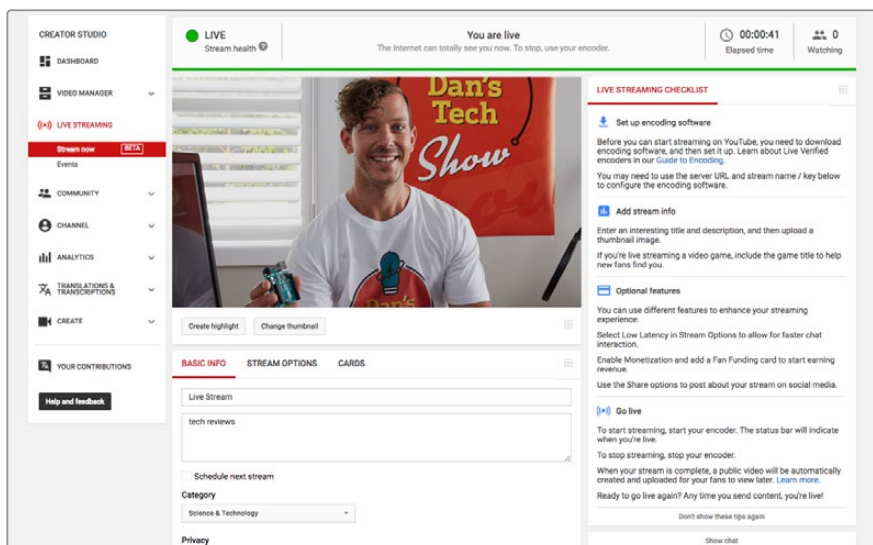 CREATOR STUDIO
DASHBOARD
VIDEO MANAGER
LIVE STREAMING
Stream now BETA
Events
COMMUNITY
CHANNEL
ANALYTICS
TRANSLATIONS &
TRANSCRIPTIONS
CREATE
YOUR CONTRIBUTIONS
Help and feedback
LIVE
Stream health ?
You are live
The Internet can totally see you now. To stop, use your encoder.
00:00:41
Elapsed time
0
Watching
Dan's
Tech
Show
Dan's
Create highlight
Change thumbnail
BASIC INFO
STREAM OPTIONS
CARDS
Live Stream
tech reviews
Schedule next stream
Category
Science & Technology
Privacy
LIVE STREAMING CHECKLIST
Set up encoding software
Before you can start streaming on YouTube, you need to download
encoding software, and then set it up. Learn about Live Verified
encoders in our Guide to Encoding.
You may need to use the server URL and stream name / key below
to configure the encoding software.
Add stream info
Enter an interesting title and description, and then upload a
thumbnail image.
If you're live streaming a video game, include the game title to help
new fans find you.
Optional features
You can use different features to enhance your streaming
experience.
Select Low Latency in Stream Options to allow for faster chat
interaction.
Enable Monetization and add a Fan Funding card to start earning
revenue.
Use the Share options to post about your stream on social media.
Go live
To start streaming, start your encoder. The status bar will indicate
when you're live.
To stop streaming, stop your encoder.
When your stream is complete, a public video will be automatically
created and uploaded for your fans to view later. Learn more.
Ready to go live again? Any time you send content, you're live!
Don't show these tips again
Show chat